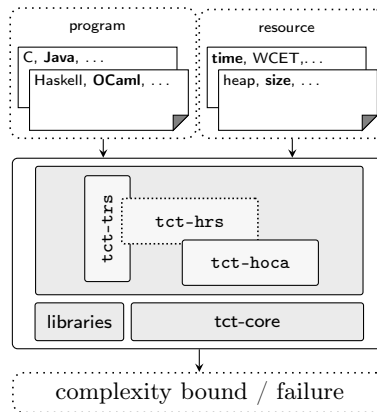 program
resource
C, Java, ...
time, WCET,...
Haskell, OCaml, ...
heap, size, ...
tct-trs
tct-hrs
tct-hoca
libraries
tct-core
complexity bound / failure